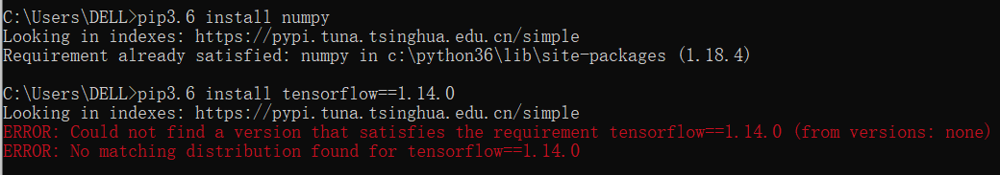 C:\Users\DELL>pip3.6 install numpy
Looking in indexes: https://pypi.tuna.tsinghua.edu.cn/simple
Requirement already satisfied: numpy in c:\python36\lib\site-packages (1.18.4)
C:\Users\DELL>pip3.6 install tensorflow==1.14.0
Looking in indexes: https://pypi.tuna.tsinghua.edu.cn/simple
ERROR: Could not find a version that satisfies the requirement tensorflow==1.14.0 (from versions: none)
ERROR: No matching distribution found for tensorflow==1.14.0